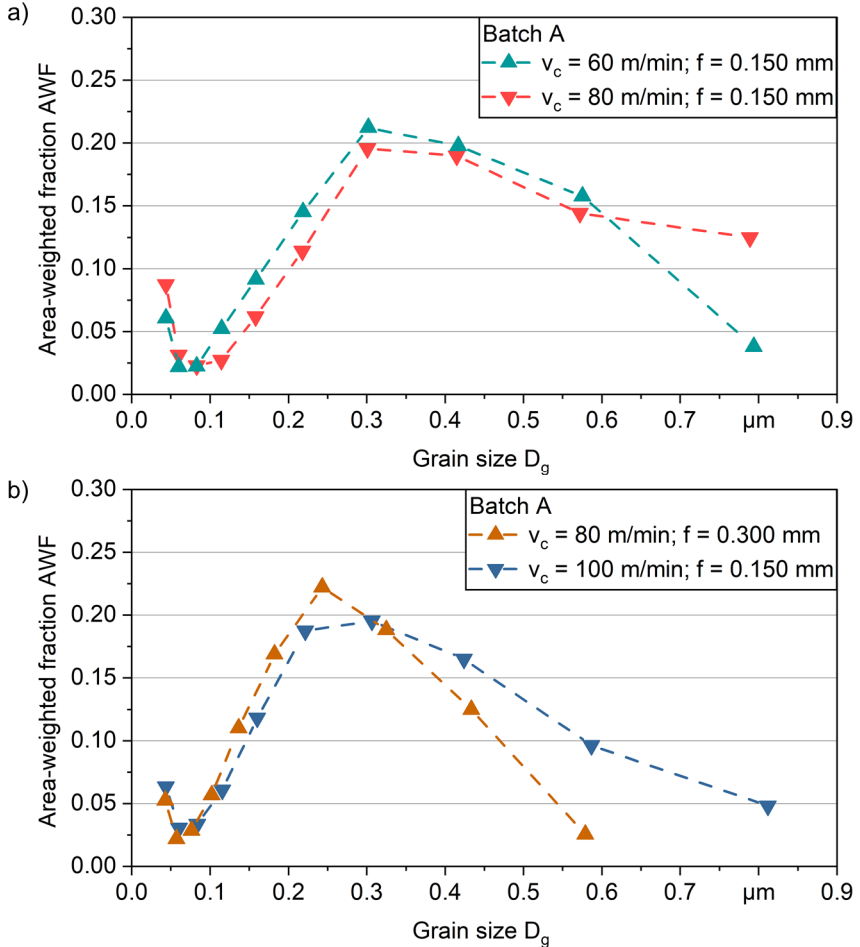 a)
0.30
0.25
0.20
0.15
0.10
0.05
0.00
Area-weighted fraction AWF
Batch A
v_c = 60 m/min; f = 0.150 mm
v_c = 80 m/min; f = 0.150 mm
0.0 0.1 0.2 0.3 0.4 0.5 0.6 0.7 µm 0.9
Grain size D_g
b)
0.30
0.25
0.20
0.15
0.10
0.05
0.00
Area-weighted fraction AWF
Batch A
v_c = 80 m/min; f = 0.300 mm
v_c = 100 m/min; f = 0.150 mm
0.0 0.1 0.2 0.3 0.4 0.5 0.6 0.7 µm 0.9
Grain size D_g